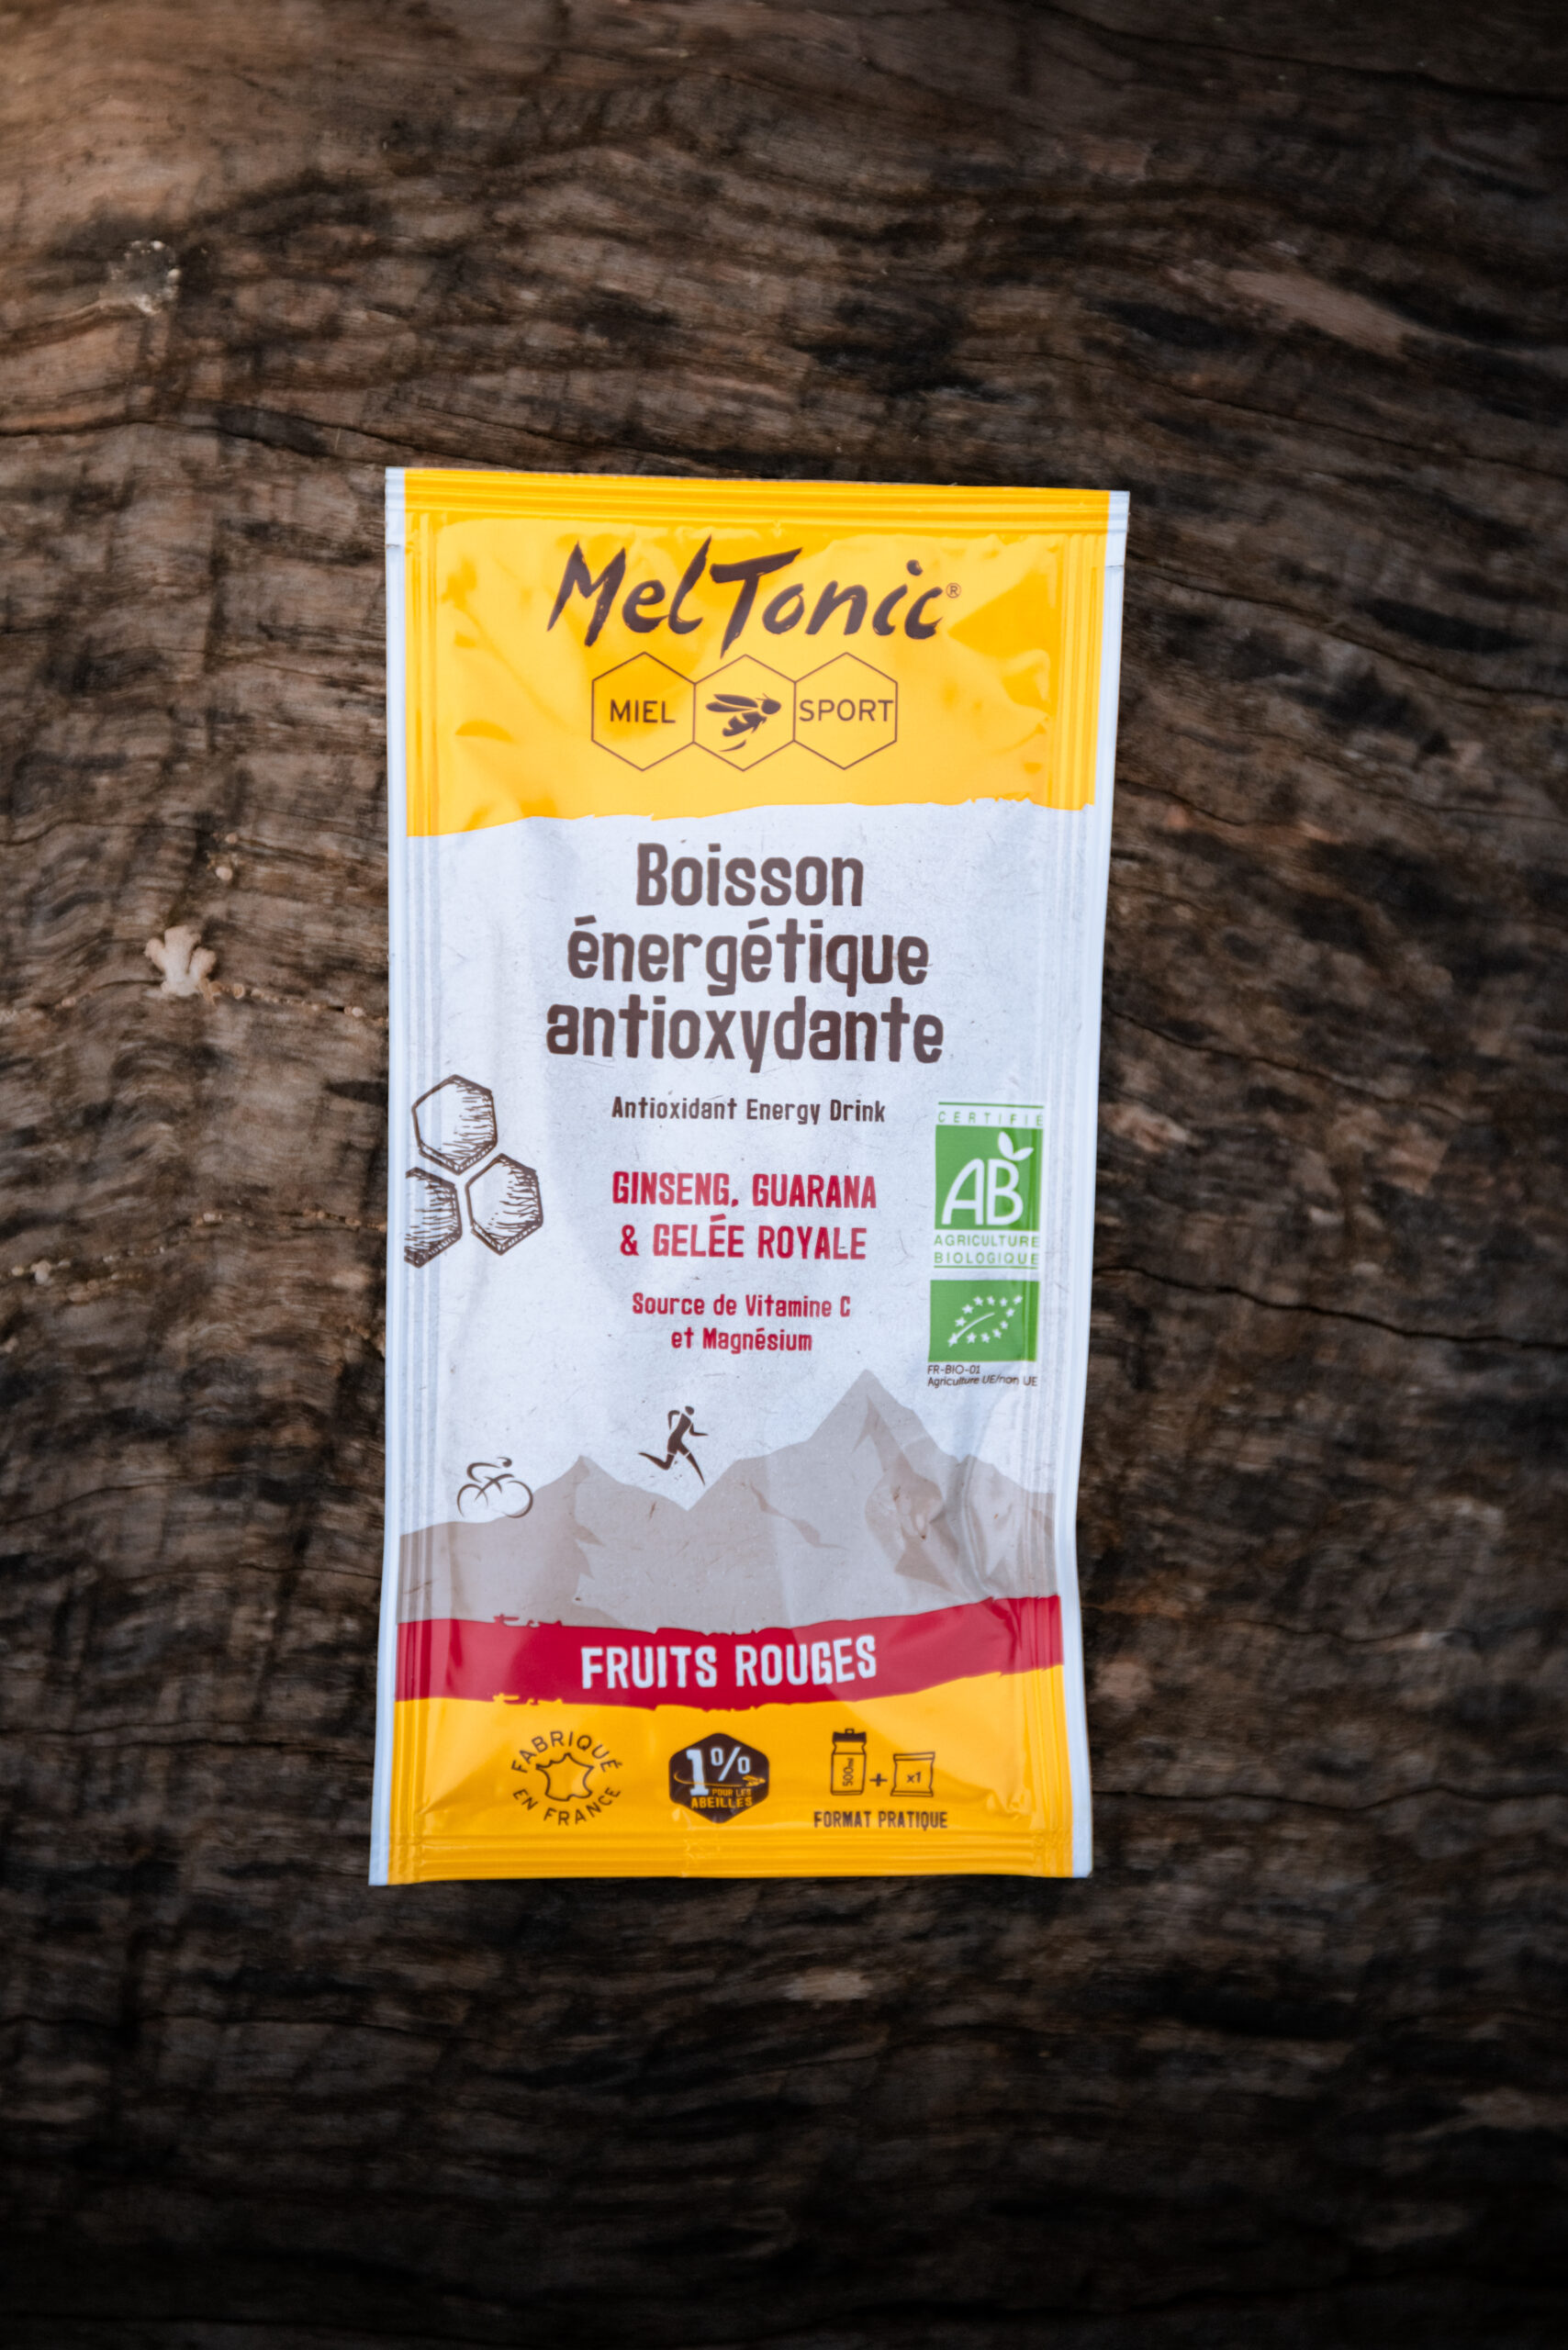 MelTonic®
MIEL SPORT
Boisson
énergétique
antioxydante
Antioxidant Energy Drink
GINSENG, GUARANA
& GELÉE ROYALE
Source de Vitamine C
et Magnésium
CERTIFIÉ
AB
AGRICULTURE
BIOLOGIQUE
FR-BIO-01
Agriculture UE/non UE
FRUITS ROUGES
FABRIQUÉ
EN FRANCE
1%
POUR LES
ABEILLES
500ml + x1
FORMAT PRATIQUE